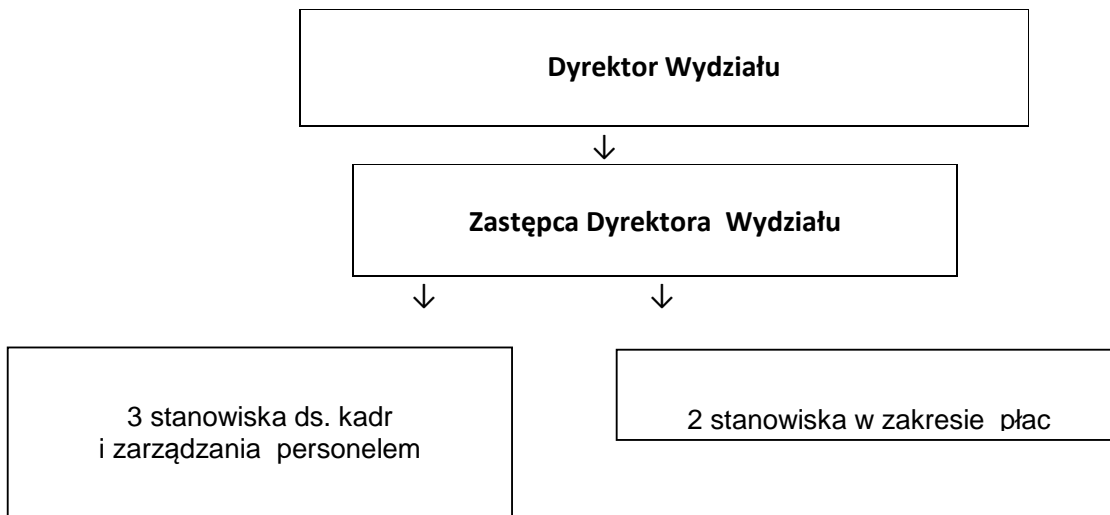 Dyrektor Wydziału
↓
Zastępca Dyrektora Wydziału
↓ ↓
3 stanowiska ds. kadr
i zarządzania personelem
2 stanowiska w zakresie płac